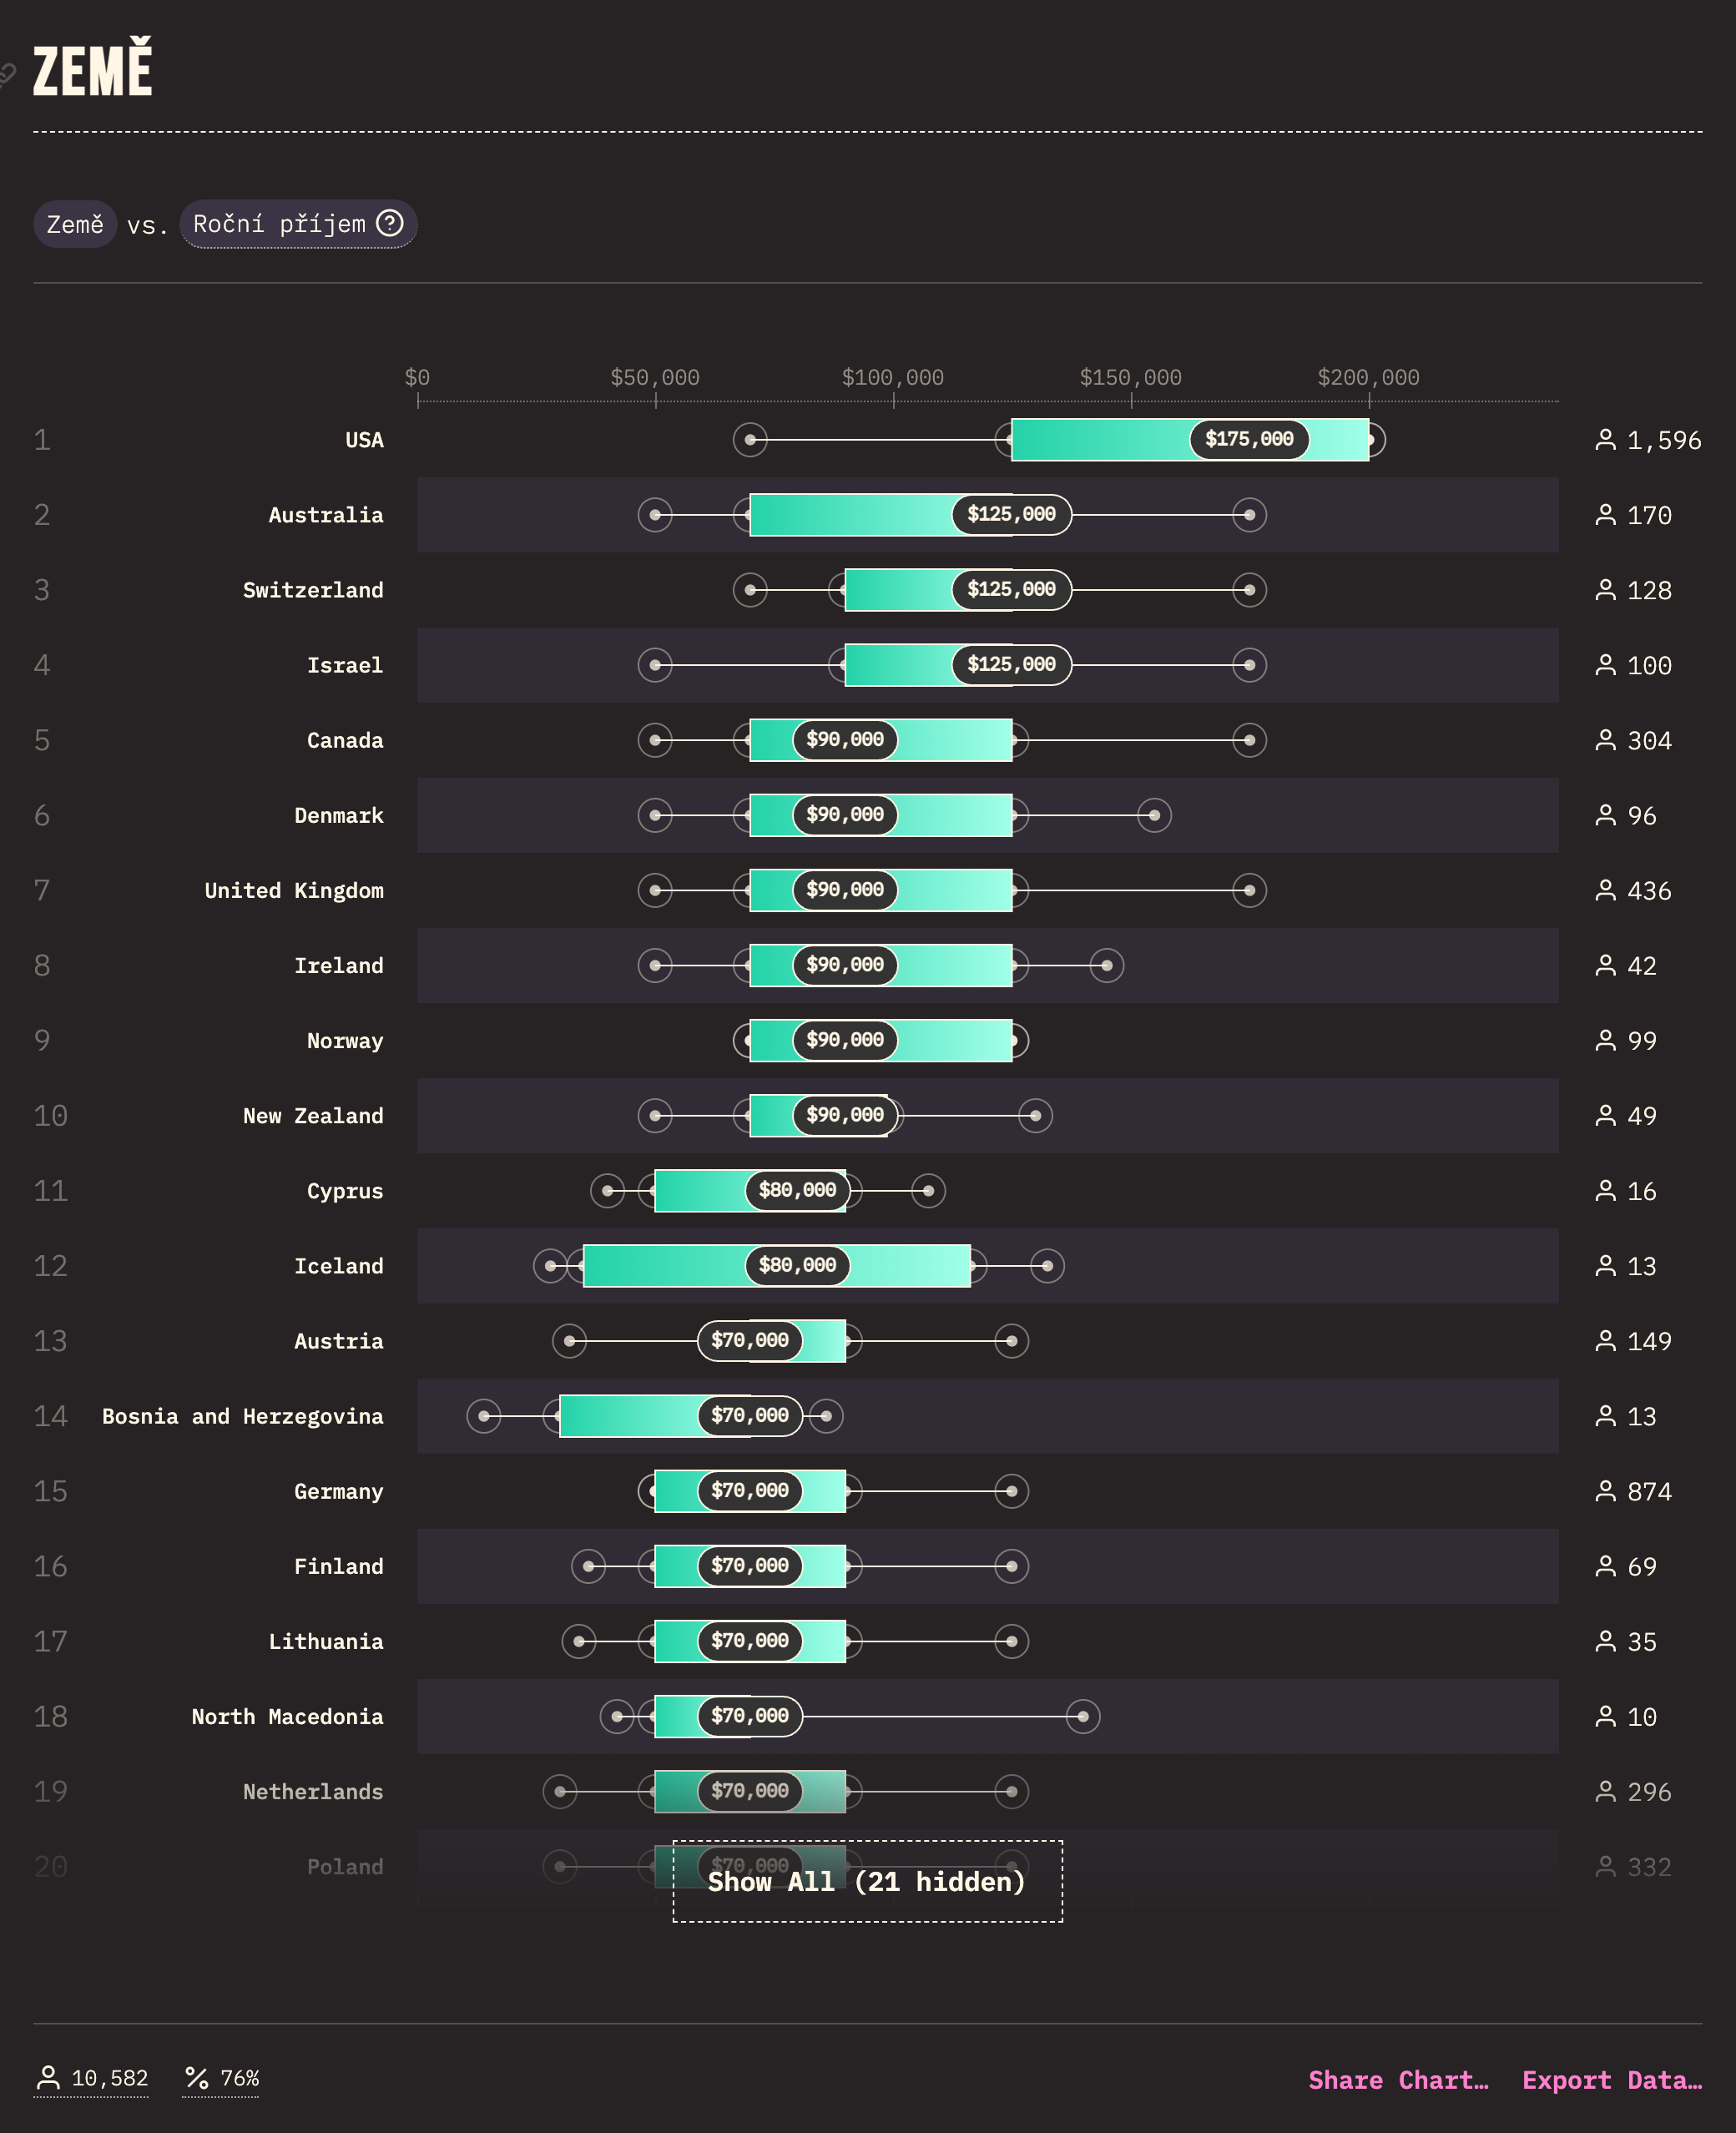 ZEMĚ
Země vs. Roční příjem ?
$0 $50,000 $100,000 $150,000 $200,000
1 USA $175,000 1,596
2 Australia $125,000 170
3 Switzerland $125,000 128
4 Israel $125,000 100
5 Canada $90,000 304
6 Denmark $90,000 96
7 United Kingdom $90,000 436
8 Ireland $90,000 42
9 Norway $90,000 99
10 New Zealand $90,000 49
11 Cyprus $80,000 16
12 Iceland $80,000 13
13 Austria $70,000 149
14 Bosnia and Herzegovina $70,000 13
15 Germany $70,000 874
16 Finland $70,000 69
17 Lithuania $70,000 35
18 North Macedonia $70,000 10
19 Netherlands $70,000 296
20 Poland $70,000 332
Show All (21 hidden)
10,582 % 76% Share Chart… Export Data…